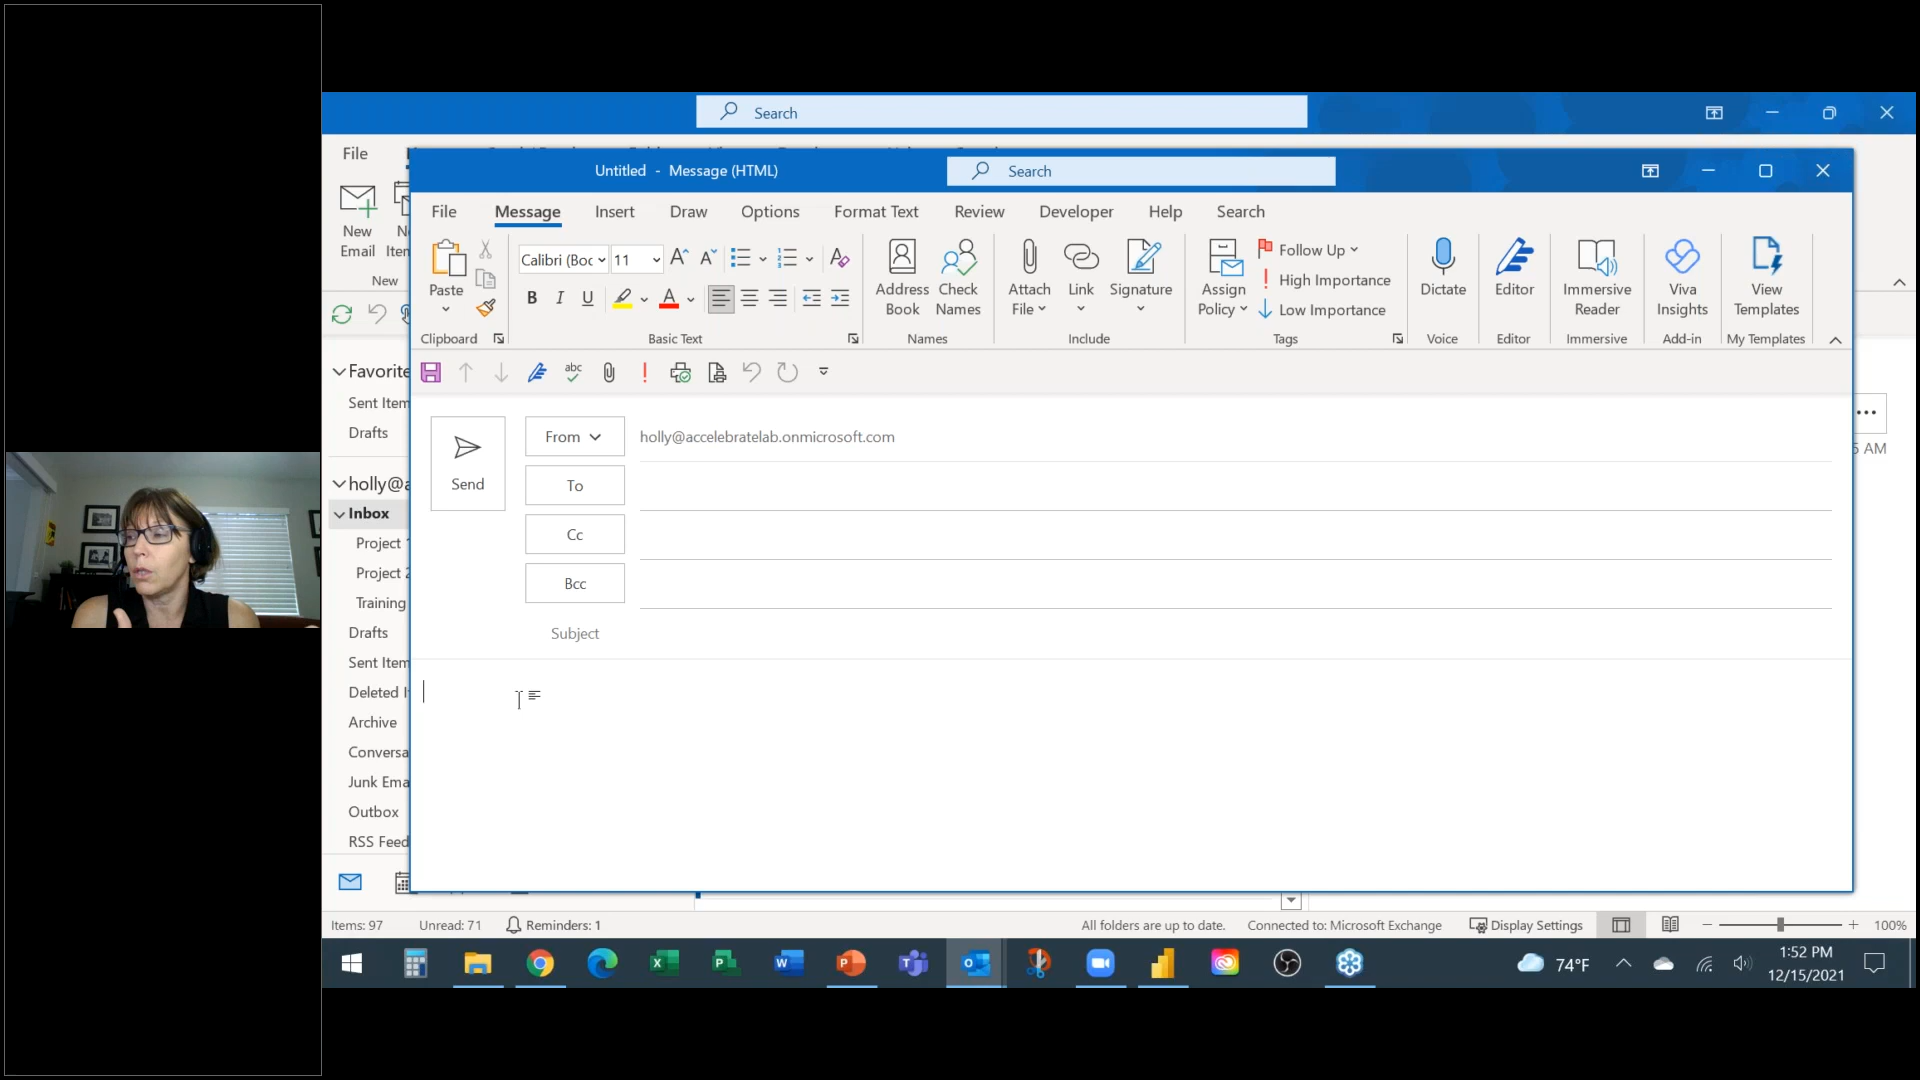 Search
File
Untitled - Message (HTML)
Search
File Message Insert Draw Options Format Text Review Developer Help Search
New
Email
New
Paste
Clipboard
Calibri (Boc 11
B I U
Basic Text
Address
Book
Check
Names
Names
Attach
File
Link
Signature
Include
Assign
Policy
Follow Up
High Importance
Low Importance
Tags
Dictate
Voice
Editor
Editor
Immersive
Reader
Immersive
Viva
Insights
Add-in
View
Templates
My Templates
abc
Send
From
holly@accelebratelab.onmicrosoft.com
To
Cc
Bcc
Subject
Favorite
Sent Item
Drafts
holly@a
Inbox
Project
Project 2
Training
Drafts
Sent Item
Deleted I
Archive
Conversa
Junk Ema
Outbox
RSS Feed
5 AM
Items: 97 Unread: 71 Reminders: 1 All folders are up to date. Connected to: Microsoft Exchange Display Settings 100%
74°F
1:52 PM
12/15/2021